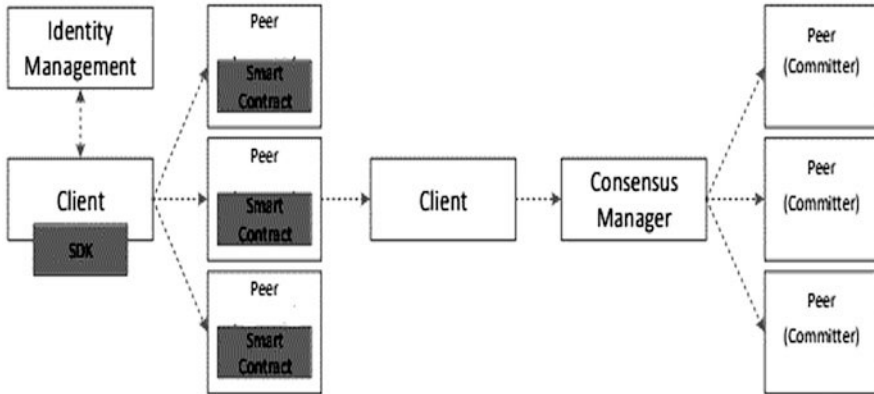 Identity
Management
Client
SDK
Peer
Smart
Contract
Peer
Smart
Contract
Peer
Smart
Contract
Client
Consensus
Manager
Peer
(Committer)
Peer
(Committer)
Peer
(Committer)